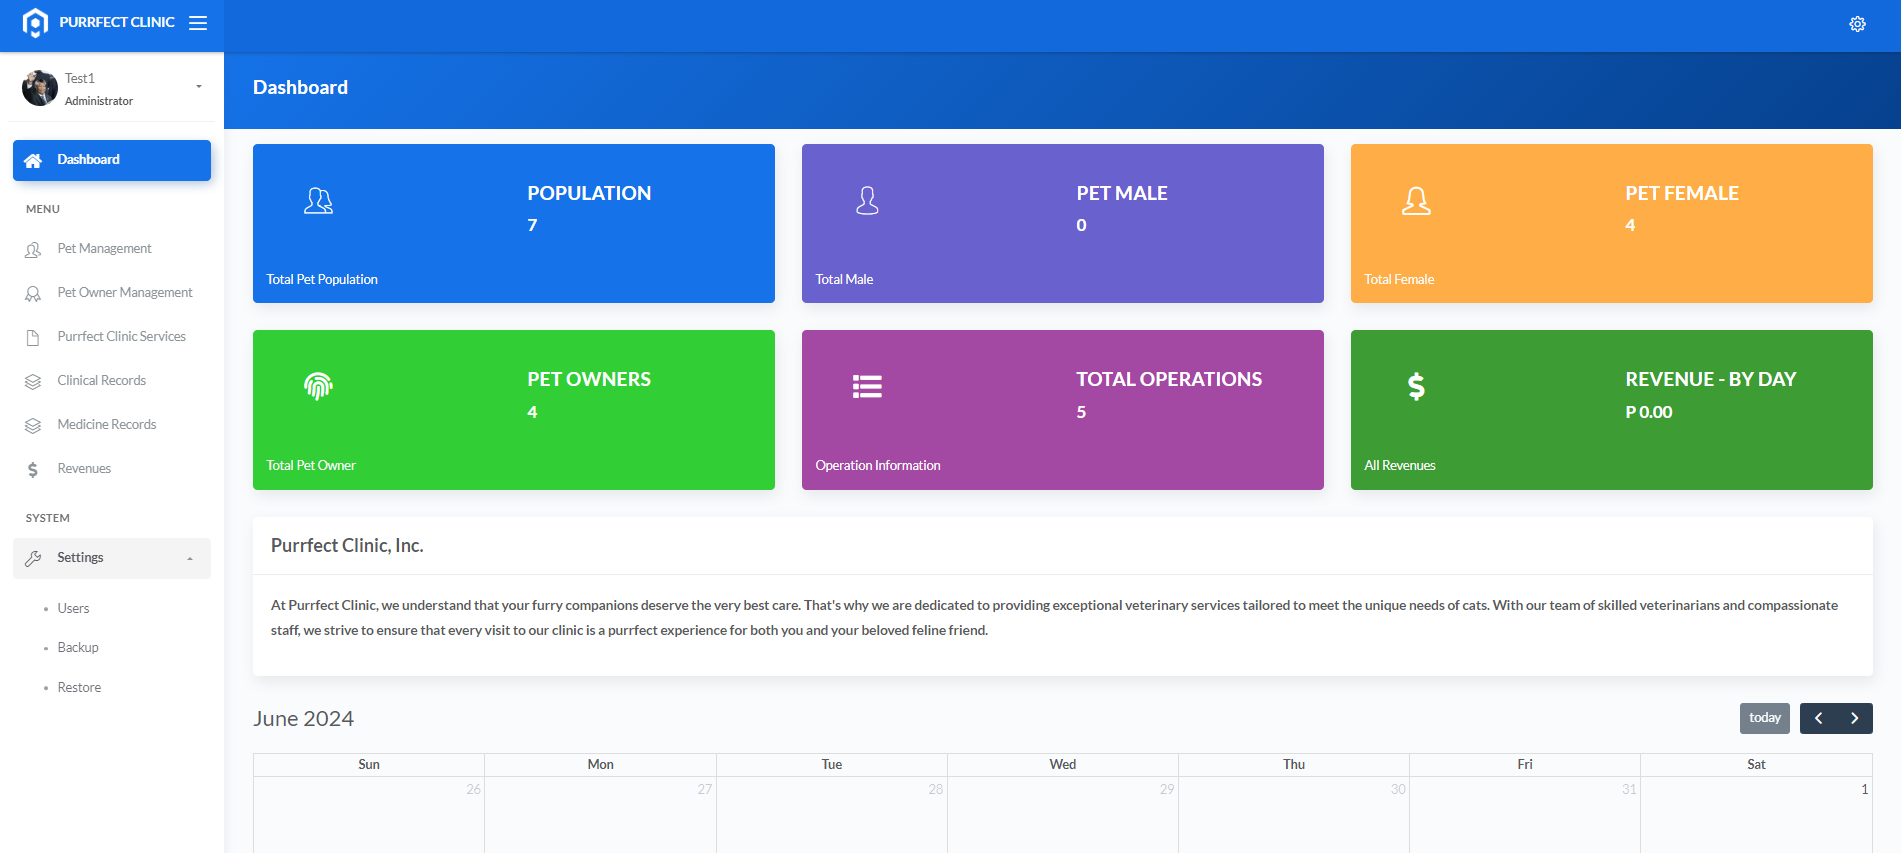 PURRFECT CLINIC
Test1
Administrator
Dashboard
MENU
Pet Management
Pet Owner Management
Purrfect Clinic Services
Clinical Records
Medicine Records
Revenues
SYSTEM
Settings
Users
Backup
Restore
Dashboard
POPULATION
7
Total Pet Population
PET MALE
0
Total Male
PET FEMALE
4
Total Female
PET OWNERS
4
Total Pet Owner
TOTAL OPERATIONS
5
Operation Information
REVENUE - BY DAY
P 0.00
All Revenues
Purrfect Clinic, Inc.
At Purrfect Clinic, we understand that your furry companions deserve the very best care. That's why we are dedicated to providing exceptional veterinary services tailored to meet the unique needs of cats. With our team of skilled veterinarians and compassionate
staff, we strive to ensure that every visit to our clinic is a purrfect experience for both you and your beloved feline friend.
June 2024
today
Sun Mon Tue Wed Thu Fri Sat
26 27 28 29 30 31 1